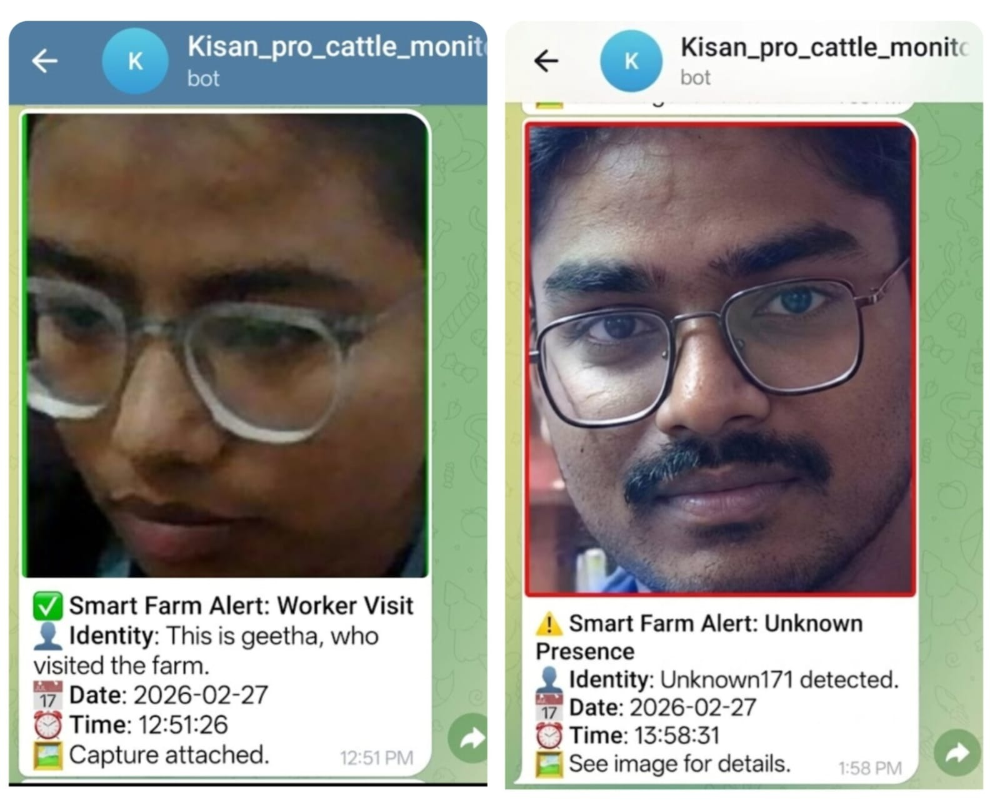 Kisan_pro_cattle_monito
bot
Smart Farm Alert: Worker Visit
Identity: This is geetha, who
visited the farm.
Date: 2026-02-27
Time: 12:51:26
Capture attached.
12:51 PM
Kisan_pro_cattle_monito
bot
Smart Farm Alert: Unknown
Presence
Identity: Unknown171 detected.
Date: 2026-02-27
Time: 13:58:31
See image for details.
1:58 PM